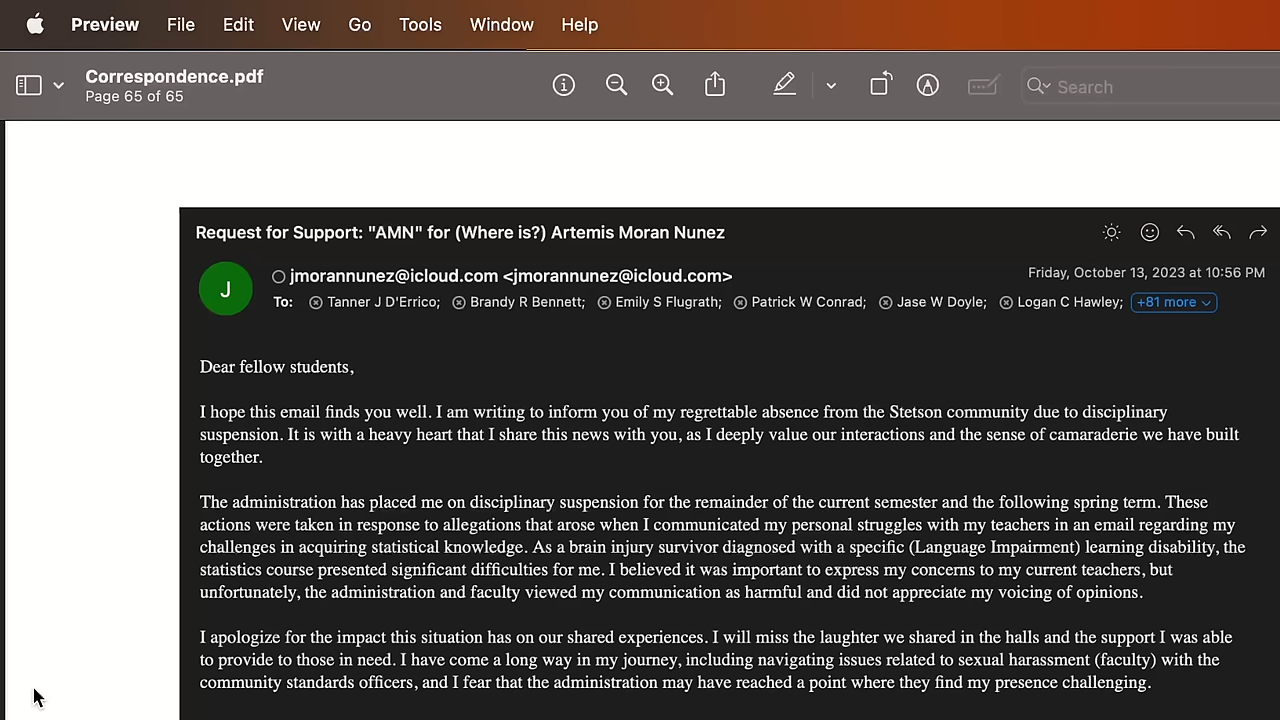 Preview File Edit View Go Tools Window Help
Correspondence.pdf
Page 65 of 65
Search
Request for Support: "AMN" for (Where is?) Artemis Moran Nunez
J
jmorannunez@icloud.com <jmorannunez@icloud.com>
Friday, October 13, 2023 at 10:56 PM
To: Tanner J D'Errico; Brandy R Bennett; Emily S Flugrath; Patrick W Conrad; Jase W Doyle; Logan C Hawley; +81 more
Dear fellow students,
I hope this email finds you well. I am writing to inform you of my regrettable absence from the Stetson community due to disciplinary
suspension. It is with a heavy heart that I share this news with you, as I deeply value our interactions and the sense of camaraderie we have built
together.
The administration has placed me on disciplinary suspension for the remainder of the current semester and the following spring term. These
actions were taken in response to allegations that arose when I communicated my personal struggles with my teachers in an email regarding my
challenges in acquiring statistical knowledge. As a brain injury survivor diagnosed with a specific (Language Impairment) learning disability, the
statistics course presented significant difficulties for me. I believed it was important to express my concerns to my current teachers, but
unfortunately, the administration and faculty viewed my communication as harmful and did not appreciate my voicing of opinions.
I apologize for the impact this situation has on our shared experiences. I will miss the laughter we shared in the halls and the support I was able
to provide to those in need. I have come a long way in my journey, including navigating issues related to sexual harassment (faculty) with the
community standards officers, and I fear that the administration may have reached a point where they find my presence challenging.